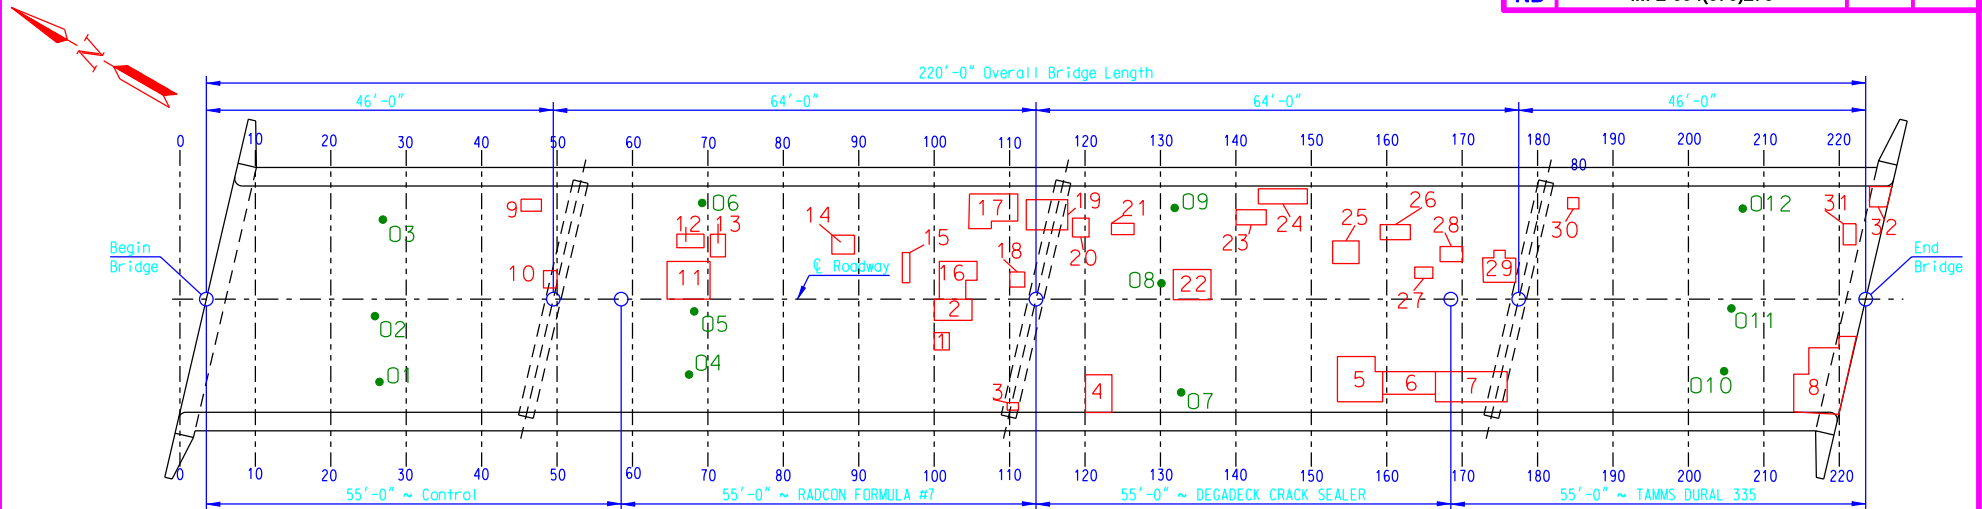 ND
N
220'-0" Overall Bridge Length
46'-0" 64'-0" 64'-0" 46'-0"
0 10 20 30 40 50 60 70 80 90 100 110 120 130 140 150 160 170 180 190 200 210 220
80
9 O6 17 19 21 O9 24 26 O12 31
O3 12 13 14 15 20 23 25 28 30 32
Begin
Bridge
10 11 16 18 O8 22 27 29
℄ Roadway
End
Bridge
O2 O5 2 O11
1
O1 O4 3 4 O7 5 6 7 O10 8
0 10 20 30 40 50 60 70 80 90 100 110 120 130 140 150 160 170 180 190 200 210 220
55'-0" ~ Control 55'-0" ~ RADCON FORMULA #7 55'-0" ~ DEGADECK CRACK SEALER 55'-0" ~ TAMMS DURAL 335